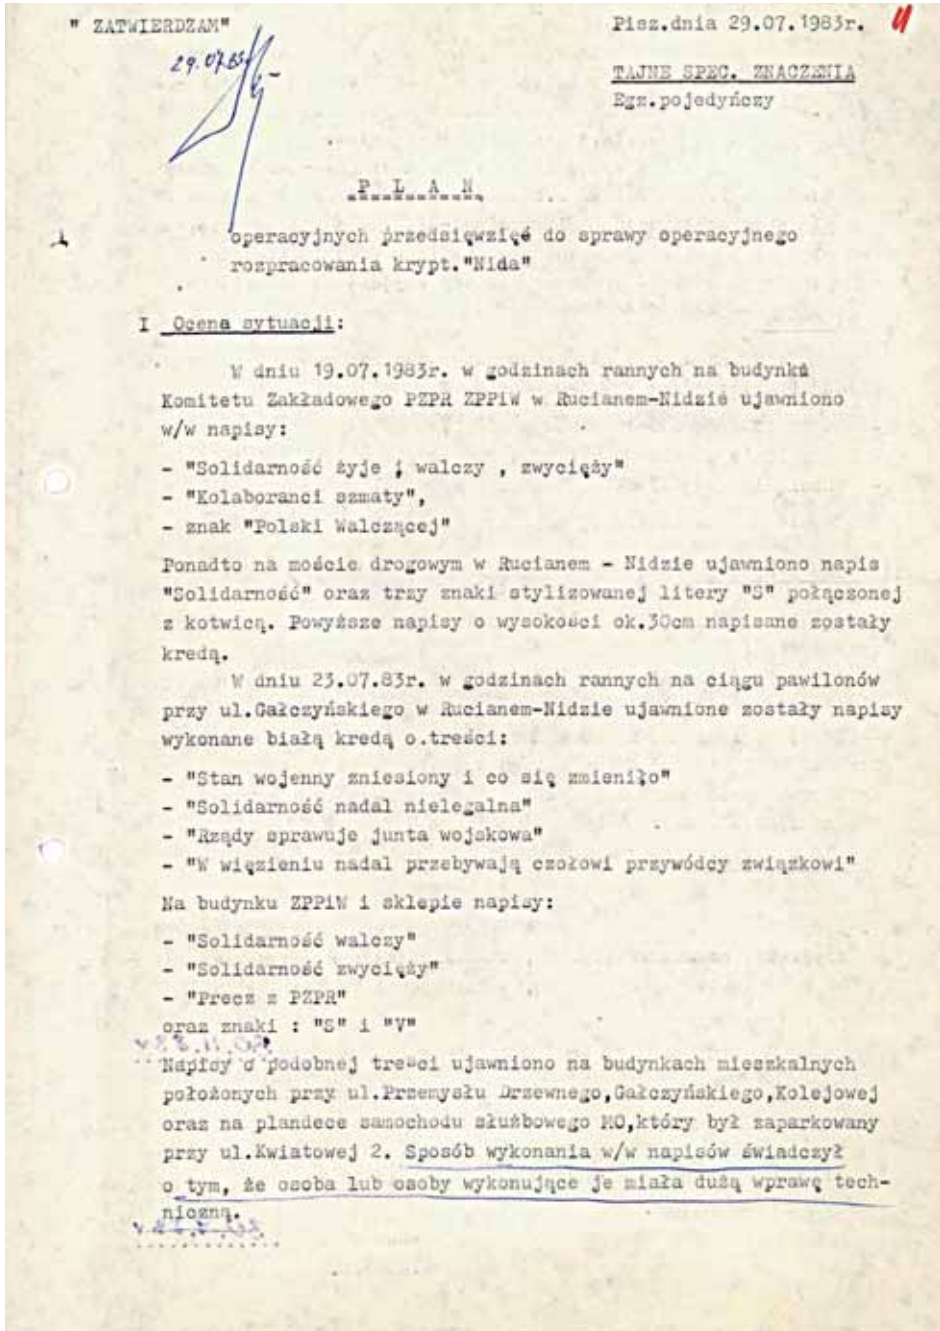 " ZATWIERDZAM"
Pisz.dnia 29.07.1983r.
29.07.83
TAJNE SPEC. ZNACZENIA
Egz.pojedyńczy
P L A N
operacyjnych przedsięwzięć do sprawy operacyjnego
rozpracowania krypt."Nida"
I Ocena sytuacji:
W dniu 19.07.1983r. w godzinach rannych na budynku
Komitetu Zakładowego PZPR ZPPiW w Rucianem-Nidzie ujawniono
w/w napisy:
- "Solidarność żyje i walczy , zwycięży"
- "Kolaboranci szmaty",
- znak "Polski Walczącej"
Ponadto na moście drogowym w Rucianem - Nidzie ujawniono napis
"Solidarność" oraz trzy znaki stylizowanej litery "S" połączonej
z kotwicą. Powyższe napisy o wysokości ok.30cm napisane zostały
kredą.
W dniu 23.07.83r. w godzinach rannych na ciągu pawilonów
przy ul.Gałczyńskiego w Rucianem-Nidzie ujawnione zostały napisy
wykonane białą kredą o.treści:
- "Stan wojenny zniesiony i co się zmieniło"
- "Solidarność nadal nielegalna"
- "Rządy sprawuje junta wojskowa"
- "W więzieniu nadal przebywają czołowi przywódcy związkowi"
Na budynku ZPPiW i sklepie napisy:
- "Solidarność walczy"
- "Solidarność zwycięży"
- "Precz z PZPR"
oraz znaki : "S" i "V"
Napisy o podobnej treści ujawniono na budynkach mieszkalnych
położonych przy ul.Przemysłu Drzewnego,Gałczyńskiego,Kolejowej
oraz na plandece samochodu służbowego MO,który był zaparkowany
przy ul.Kwiatowej 2. Sposób wykonania w/w napisów świadczył
o tym, że osoba lub osoby wykonujące je miała dużą wprawę tech-
niczną.